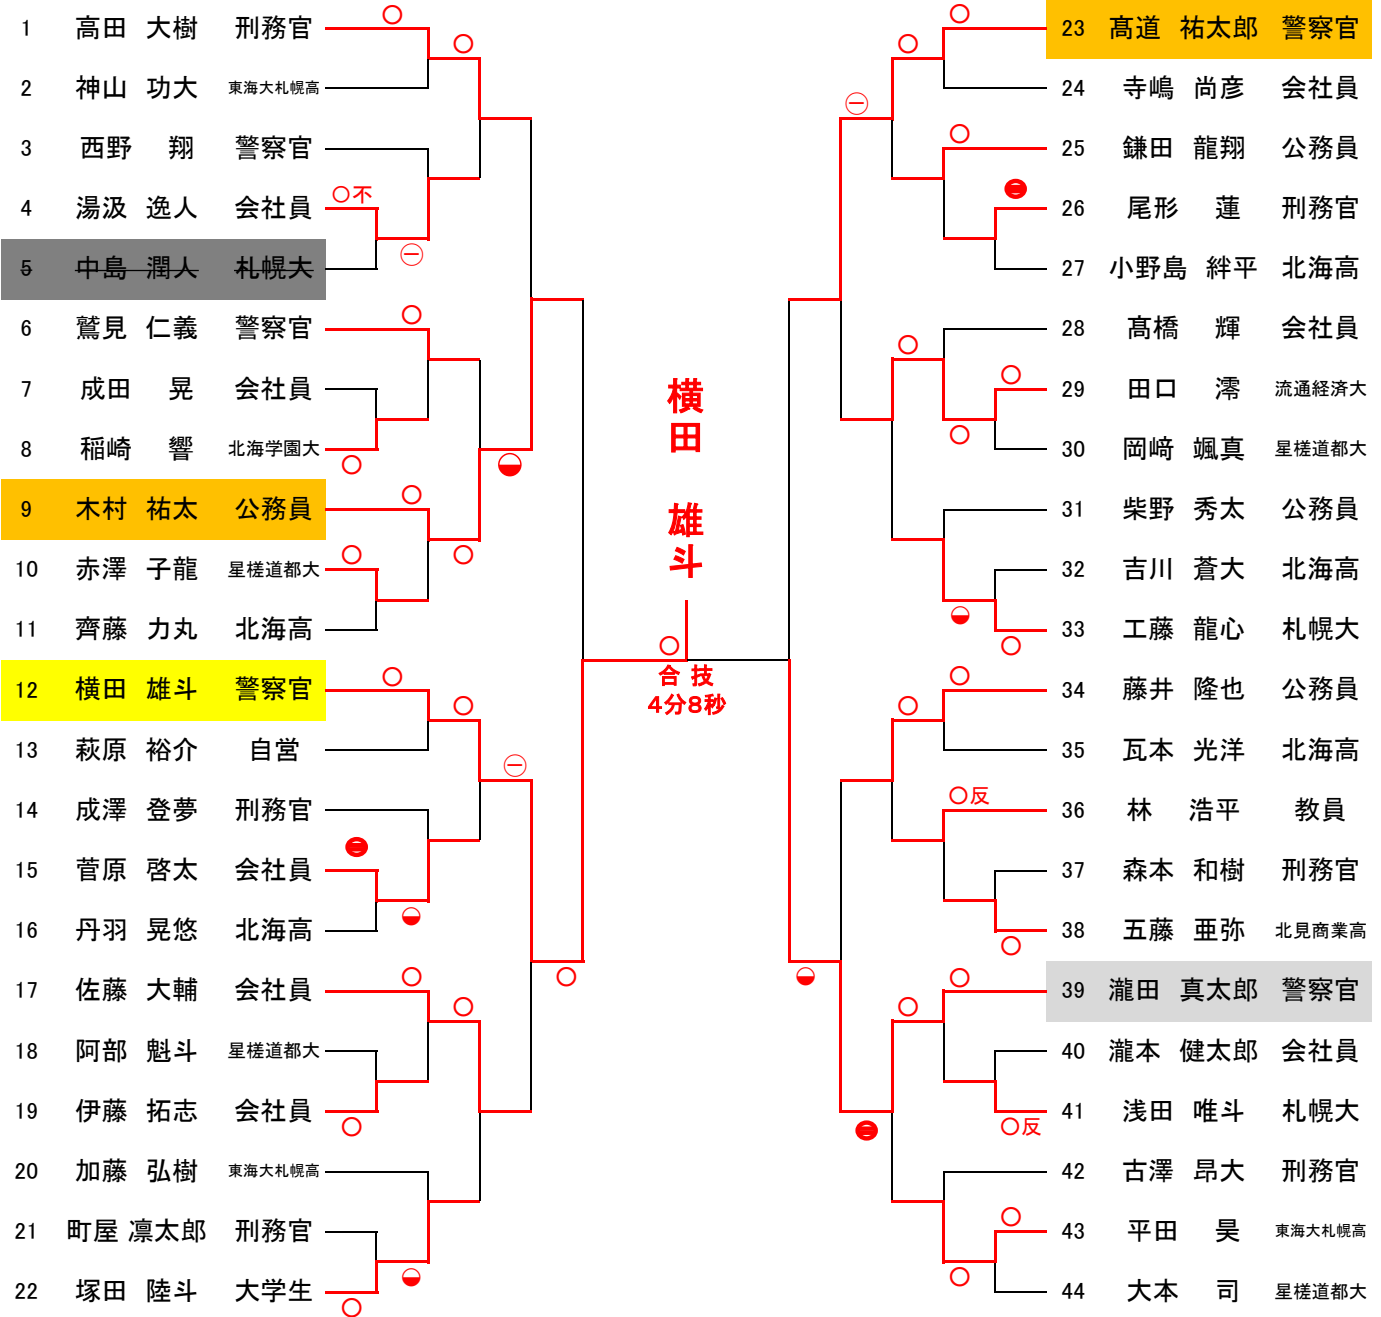 1 高田 大樹 刑務官
2 神山 功大 東海大札幌高
3 西野 翔 警察官
4 湯汲 逸人 会社員 〇不
5 中島 潤人 札幌大
6 鷲見 仁義 警察官
7 成田 晃 会社員
8 稲崎 響 北海学園大
9 木村 祐太 公務員
10 赤澤 子龍 星槎道都大
11 齊藤 力丸 北海高
12 横田 雄斗 警察官
13 萩原 裕介 自営
14 成澤 登夢 刑務官
15 菅原 啓太 会社員
16 丹羽 晃悠 北海高
17 佐藤 大輔 会社員
18 阿部 魁斗 星槎道都大
19 伊藤 拓志 会社員
20 加藤 弘樹 東海大札幌高
21 町屋 凛太郎 刑務官
22 塚田 陸斗 大学生
横田 雄斗
合 技
4分8秒
23 髙道 祐太郎 警察官
24 寺嶋 尚彦 会社員
25 鎌田 龍翔 公務員
26 尾形 蓮 刑務官
27 小野島 絆平 北海高
28 髙橋 輝 会社員
29 田口 澪 流通経済大
30 岡﨑 颯真 星槎道都大
31 柴野 秀太 公務員
32 吉川 蒼大 北海高
33 工藤 龍心 札幌大
34 藤井 隆也 公務員
35 瓦本 光洋 北海高
〇反 36 林 浩平 教員
37 森本 和樹 刑務官
38 五藤 亜弥 北見商業高
39 瀧田 真太郎 警察官
40 瀧本 健太郎 会社員
41 浅田 唯斗 札幌大
〇反
42 古澤 昂大 刑務官
43 平田 昊 東海大札幌高
44 大本 司 星槎道都大